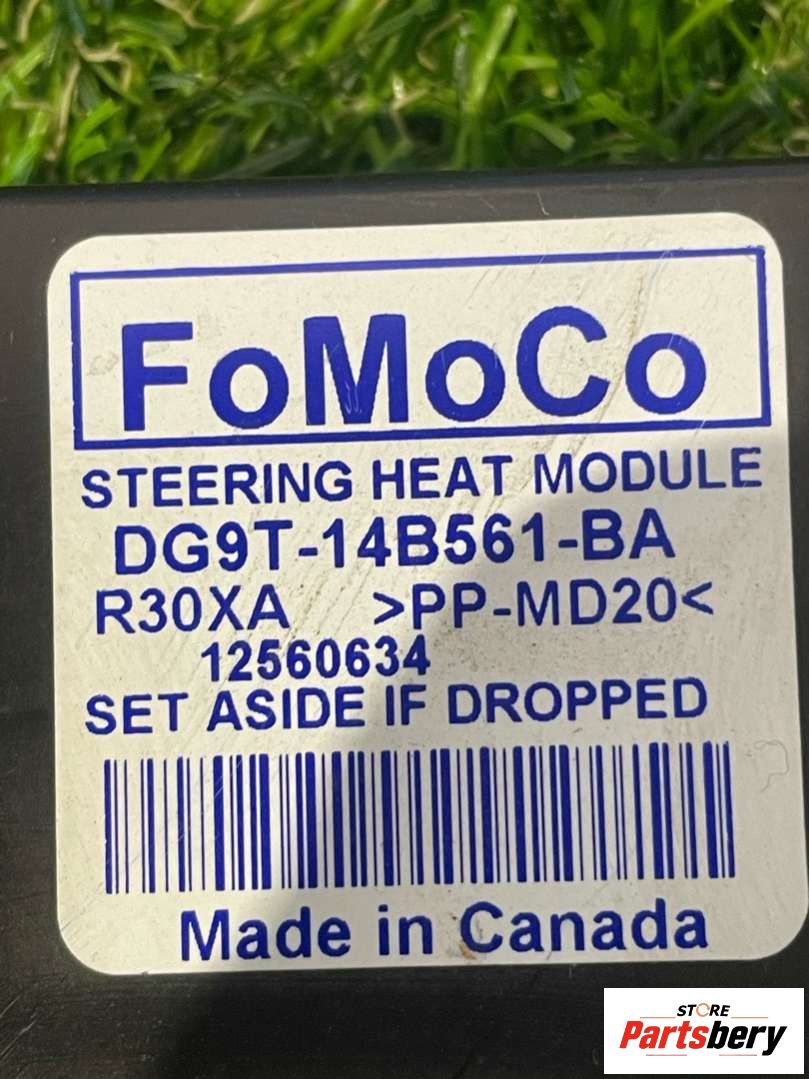 FoMoCo
STEERING HEAT MODULE
DG9T-14B561-BA
R30XA >PP-MD20<
12560634
SET ASIDE IF DROPPED
Made in Canada
STORE
Partsbery